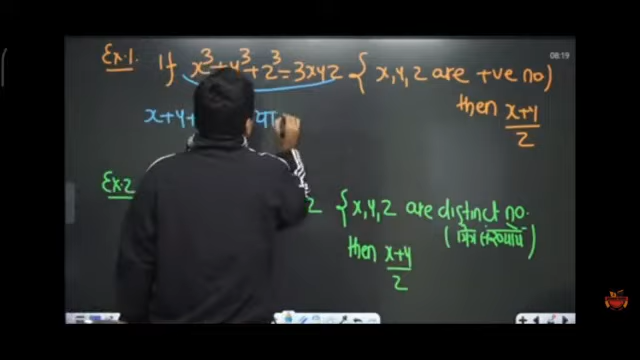 08:19
Ex-1. If x³+y³+z³=3xyz { x,y,z are +ve no)
then x+y/z
x+y+ या
Ex-2 z { x,y,z are distinct no.
then x+y/z